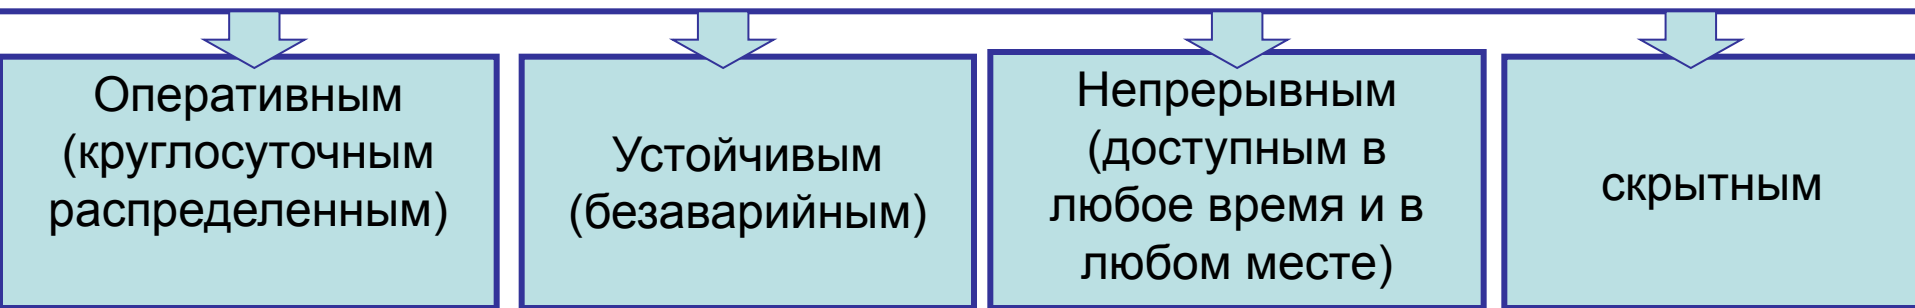 Оперативным
(круглосуточным
распределенным)
Устойчивым
(безаварийным)
Непрерывным
(доступным в
любое время и в
любом месте)
скрытным